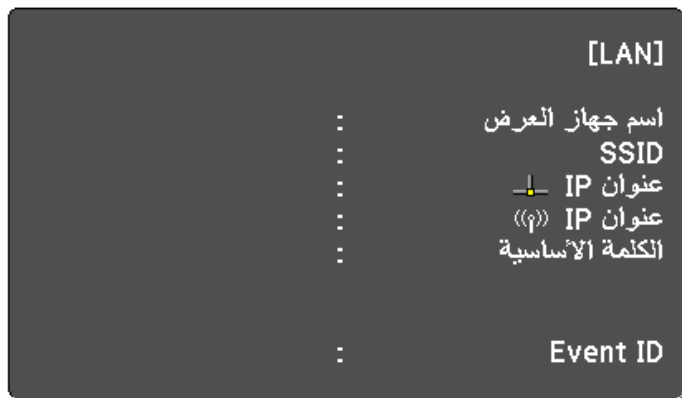 [LAN]
اسم جهاز العرض :
SSID :
عنوان IP :
عنوان IP :
الكلمة الأساسية :
Event ID :